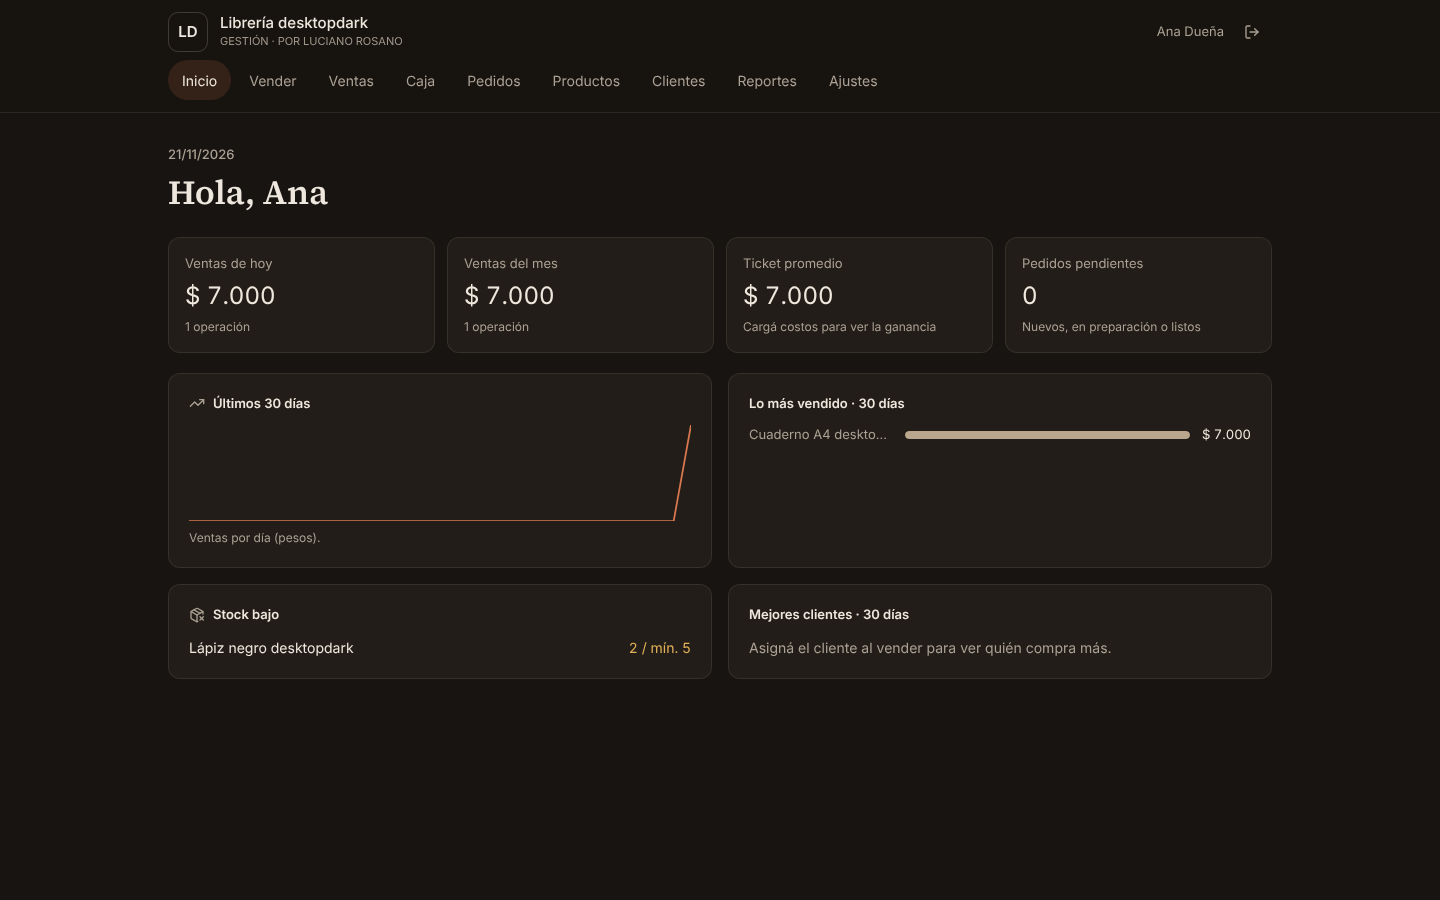 LD
Librería desktopdark
GESTIÓN · POR LUCIANO ROSANO
Ana Dueña
Inicio
Vender
Ventas
Caja
Pedidos
Productos
Clientes
Reportes
Ajustes
21/11/2026
Hola, Ana
Ventas de hoy
$ 7.000
1 operación
Ventas del mes
$ 7.000
1 operación
Ticket promedio
$ 7.000
Cargá costos para ver la ganancia
Pedidos pendientes
0
Nuevos, en preparación o listos
Últimos 30 días
Ventas por día (pesos).
Lo más vendido · 30 días
Cuaderno A4 deskto...
$ 7.000
Stock bajo
Lápiz negro desktopdark
2 / mín. 5
Mejores clientes · 30 días
Asigná el cliente al vender para ver quién compra más.